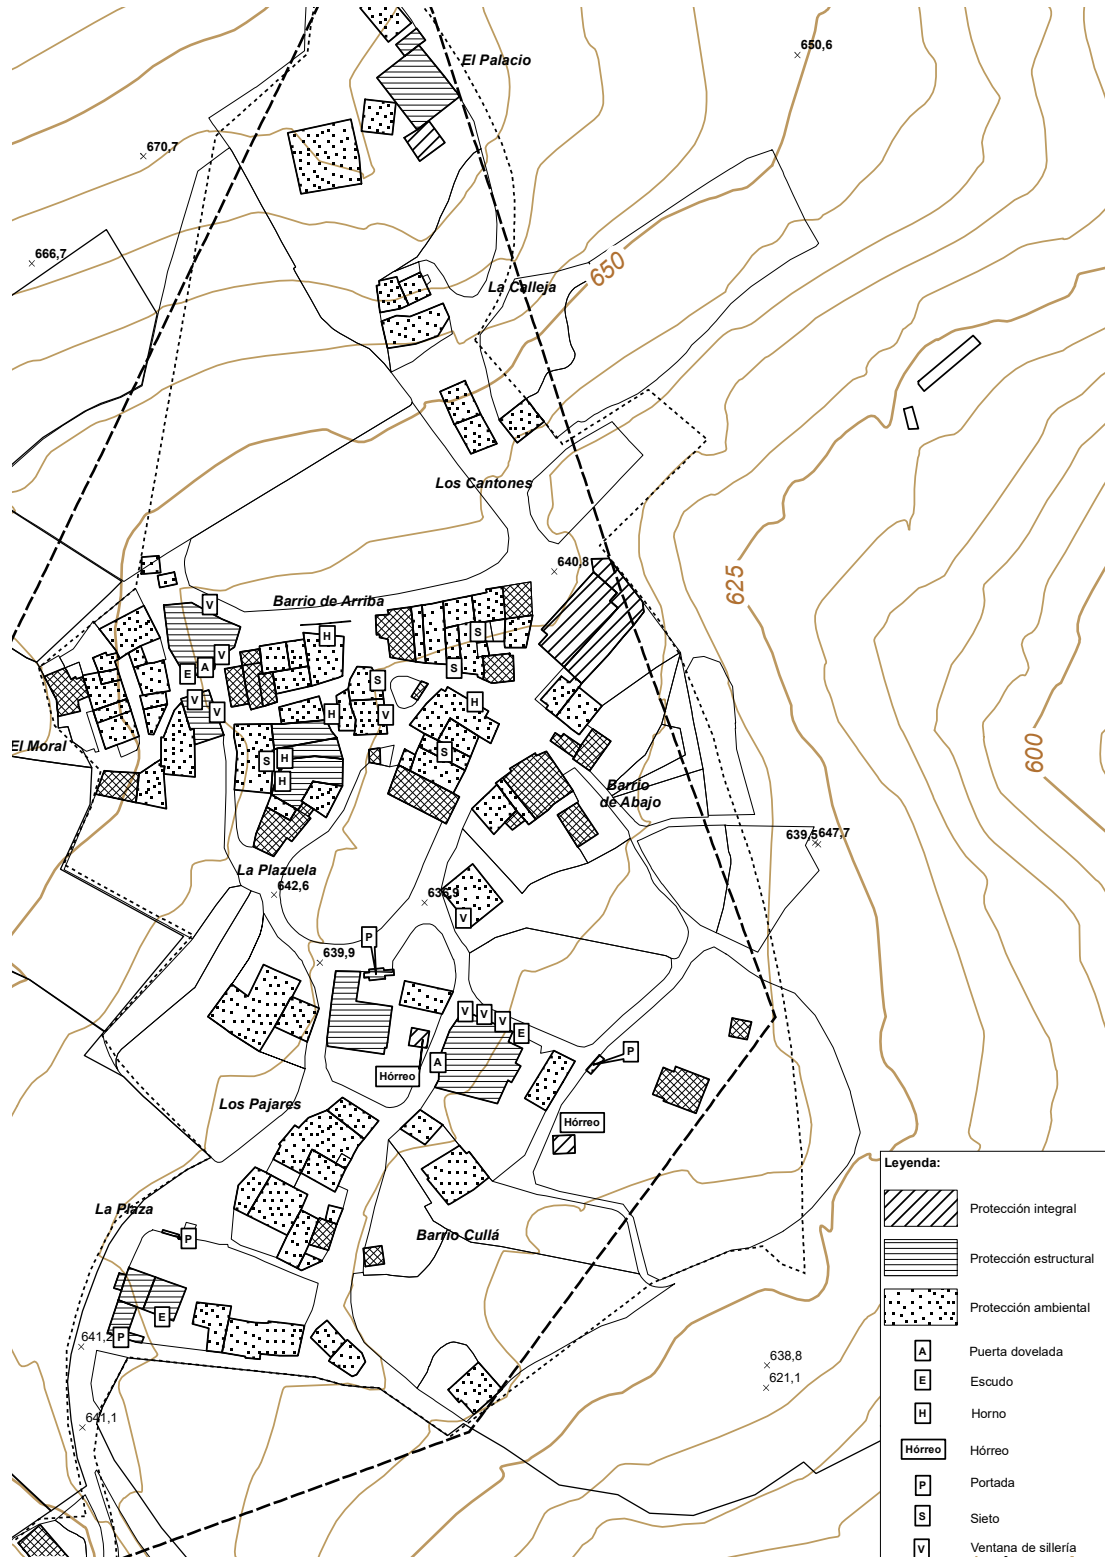 650,6
El Palacio
670,7
666,7
La Calleja
650
Los Cantones
640,8
625
V
Barrio de Arriba
H
S
V
A
E
S
S
V
V
H
V
H
600
El Moral
S
H
H
S
Barrio
de Abajo
639,5
647,7
La Plazuela
642,6
636,9
V
P
639,9
V
V
V
E
A
P
Hórreo
Los Pajares
Hórreo
La Plaza
P
Barrio Cullá
E
P
641,2
638,8
621,1
641,1
Leyenda:
Protección integral
Protección estructural
Protección ambiental
A Puerta dovelada
E Escudo
H Horno
Hórreo Hórreo
P Portada
S Sieto
V Ventana de sillería